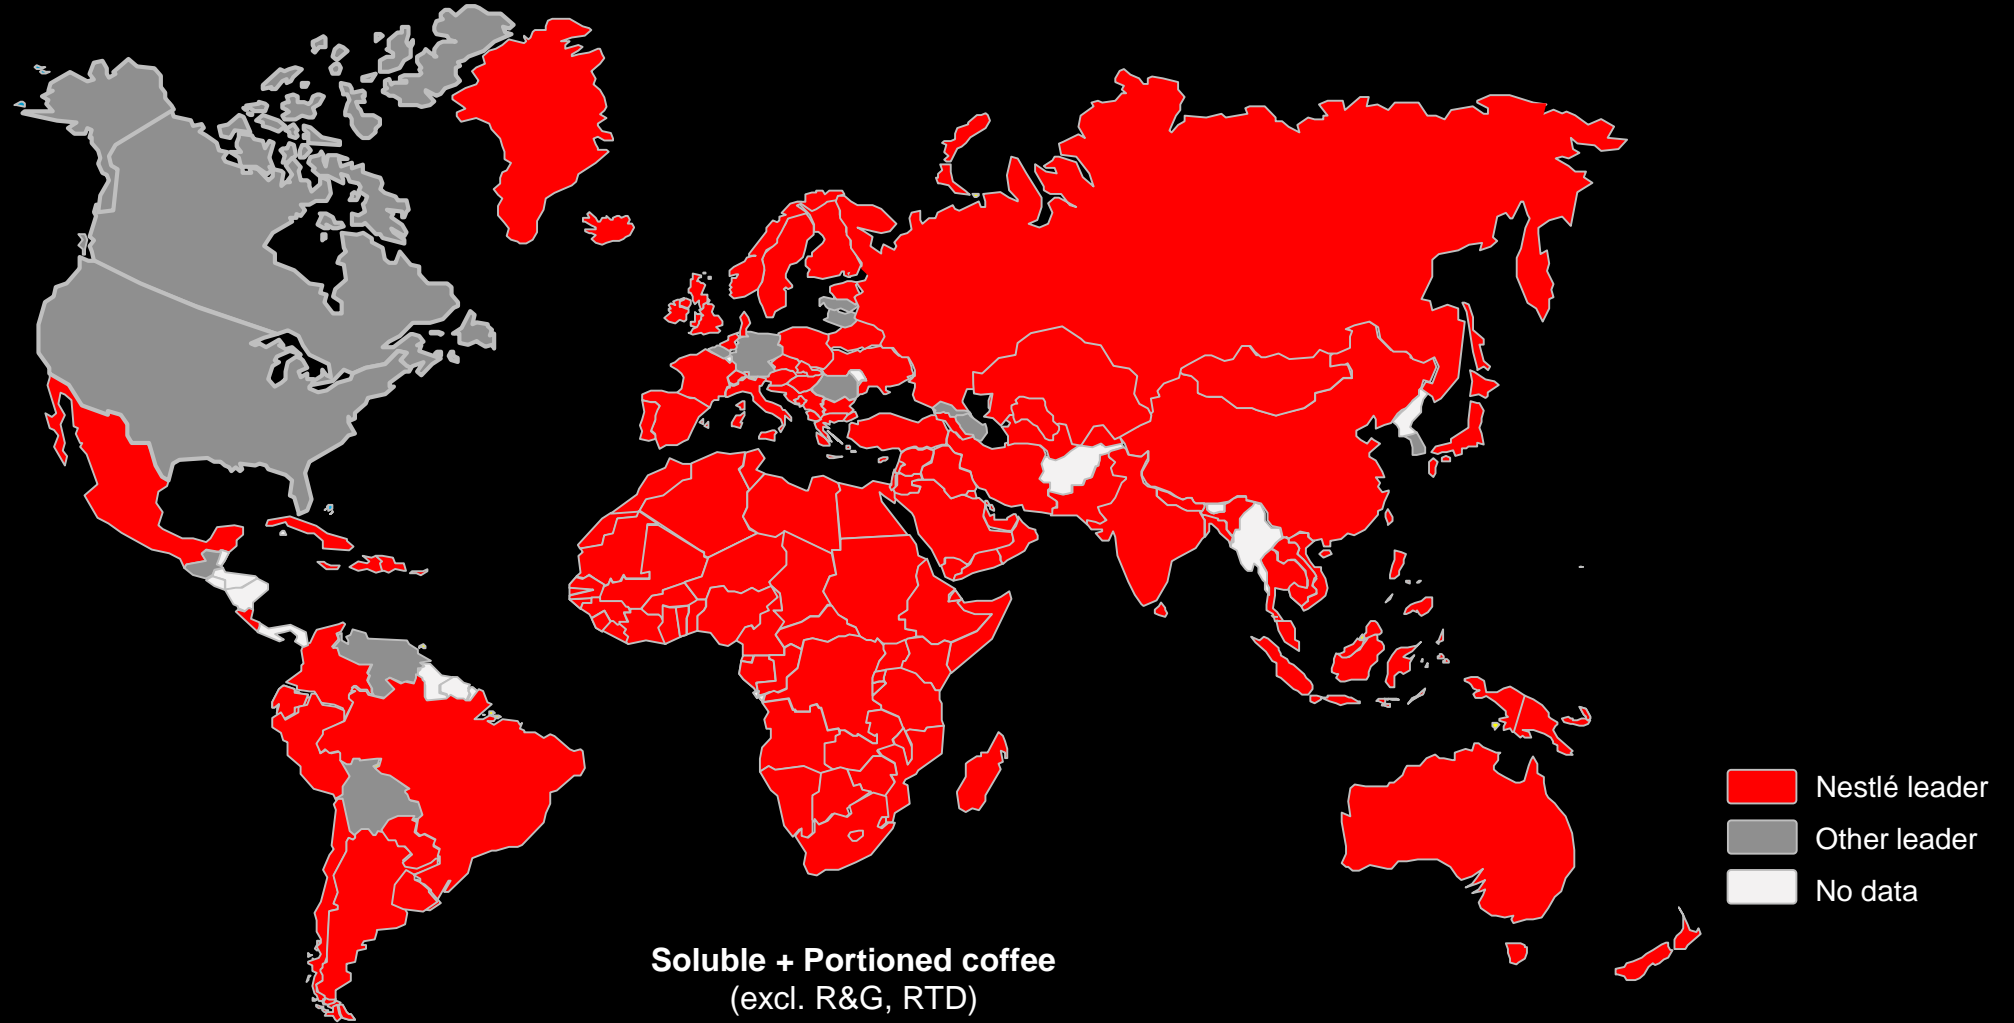 Nestlé leader
Other leader
No data
Soluble + Portioned coffee
(excl. R&G, RTD)